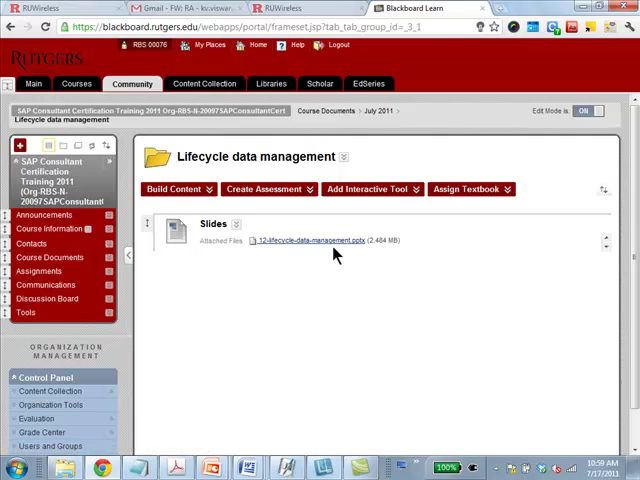 RUWireless
Gmail - FW: RA - kv.viswan
RUWireless
Blackboard Learn
https://blackboard.rutgers.edu/webapps/portal/frameset.jsp?tab_tab_group_id=_3_1
RUTGERS
RBS 00076
My Places
Home
Help
Logout
Main
Courses
Community
Content Collection
Libraries
Scholar
EdSeries
SAP Consultant Certification Training 2011 Org-RBS-N-20097SAPConsultantCert
Course Documents
July 2011
Edit Mode is:
ON
Lifecycle data management
SAP Consultant
Certification
Training 2011
(Org-RBS-N-
20097SAPConsultant
Announcements
Course Information
Contacts
Course Documents
Assignments
Communications
Discussion Board
Tools
ORGANIZATION
MANAGEMENT
Control Panel
Content Collection
Organization Tools
Evaluation
Grade Center
Users and Groups
Lifecycle data management
Build Content
Create Assessment
Add Interactive Tool
Assign Textbook
Slides
Attached Files
12-lifecycle-data-management.pptx (2.484 MB)
100%
10:59 AM
7/17/2011